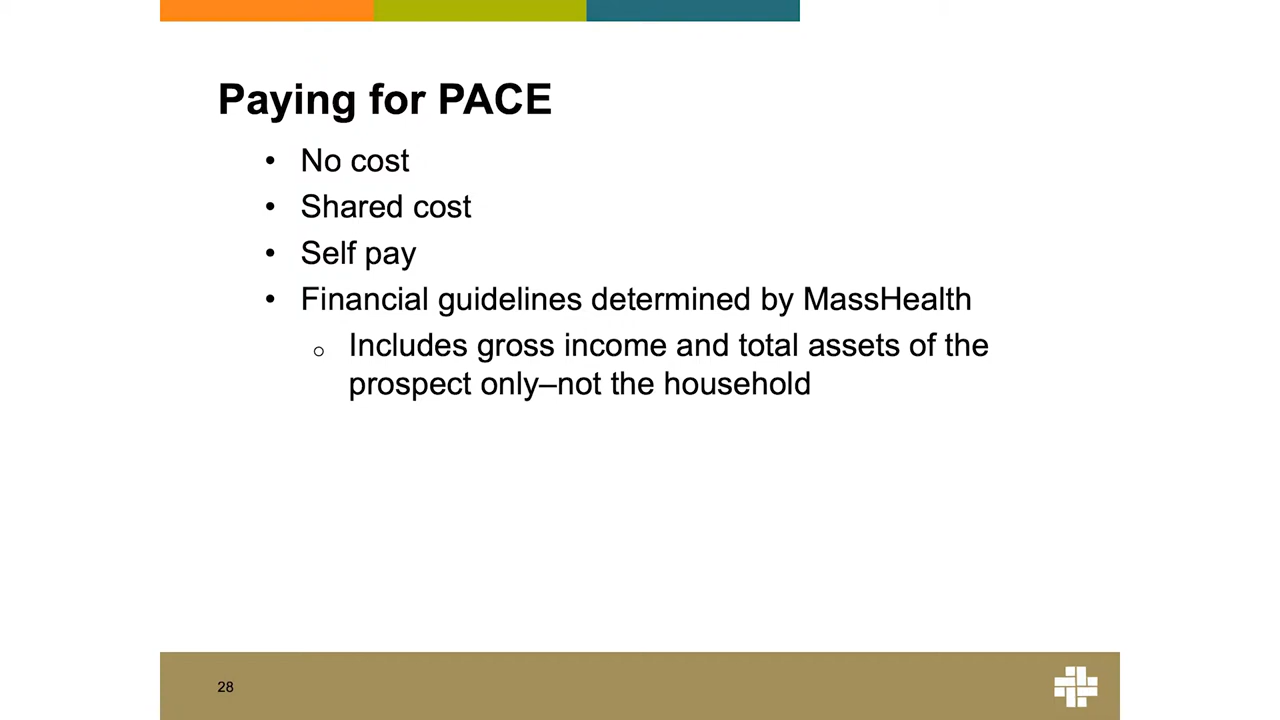 Paying for PACE
• No cost
• Shared cost
• Self pay
• Financial guidelines determined by MassHealth
o Includes gross income and total assets of the
prospect only–not the household
28